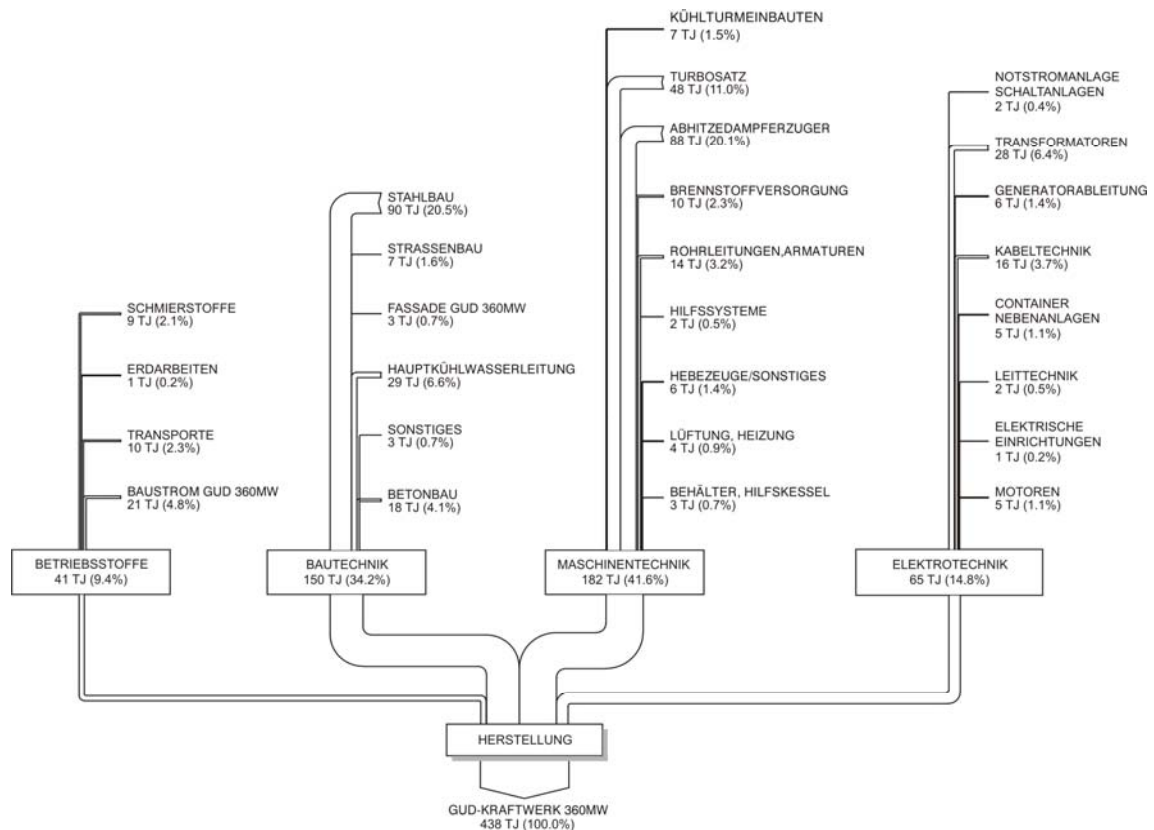 KÜHLTURMEINBAUTEN
7 TJ (1.5%)
TURBOSATZ
48 TJ (11.0%)
ABHITZEDAMPFERZUGER
88 TJ (20.1%)
BRENNSTOFFVERSORGUNG
10 TJ (2.3%)
ROHRLEITUNGEN,ARMATUREN
14 TJ (3.2%)
HILFSSYSTEME
2 TJ (0.5%)
HEBEZEUGE/SONSTIGES
6 TJ (1.4%)
LÜFTUNG, HEIZUNG
4 TJ (0.9%)
BEHÄLTER, HILFSKESSEL
3 TJ (0.7%)
NOTSTROMANLAGE
SCHALTANLAGEN
2 TJ (0.4%)
TRANSFORMATOREN
28 TJ (6.4%)
GENERATORABLEITUNG
6 TJ (1.4%)
KABELTECHNIK
16 TJ (3.7%)
CONTAINER
NEBENANLAGEN
5 TJ (1.1%)
LEITTECHNIK
2 TJ (0.5%)
ELEKTRISCHE
EINRICHTUNGEN
1 TJ (0.2%)
MOTOREN
5 TJ (1.1%)
STAHLBAU
90 TJ (20.5%)
STRASSENBAU
7 TJ (1.6%)
FASSADE GUD 360MW
3 TJ (0.7%)
HAUPTKÜHLWASSERLEITUNG
29 TJ (6.6%)
SONSTIGES
3 TJ (0.7%)
BETONBAU
18 TJ (4.1%)
SCHMIERSTOFFE
9 TJ (2.1%)
ERDARBEITEN
1 TJ (0.2%)
TRANSPORTE
10 TJ (2.3%)
BAUSTROM GUD 360MW
21 TJ (4.8%)
BETRIEBSSTOFFE
41 TJ (9.4%)
BAUTECHNIK
150 TJ (34.2%)
MASCHINENTECHNIK
182 TJ (41.6%)
ELEKTROTECHNIK
65 TJ (14.8%)
HERSTELLUNG
GUD-KRAFTWERK 360MW
438 TJ (100.0%)